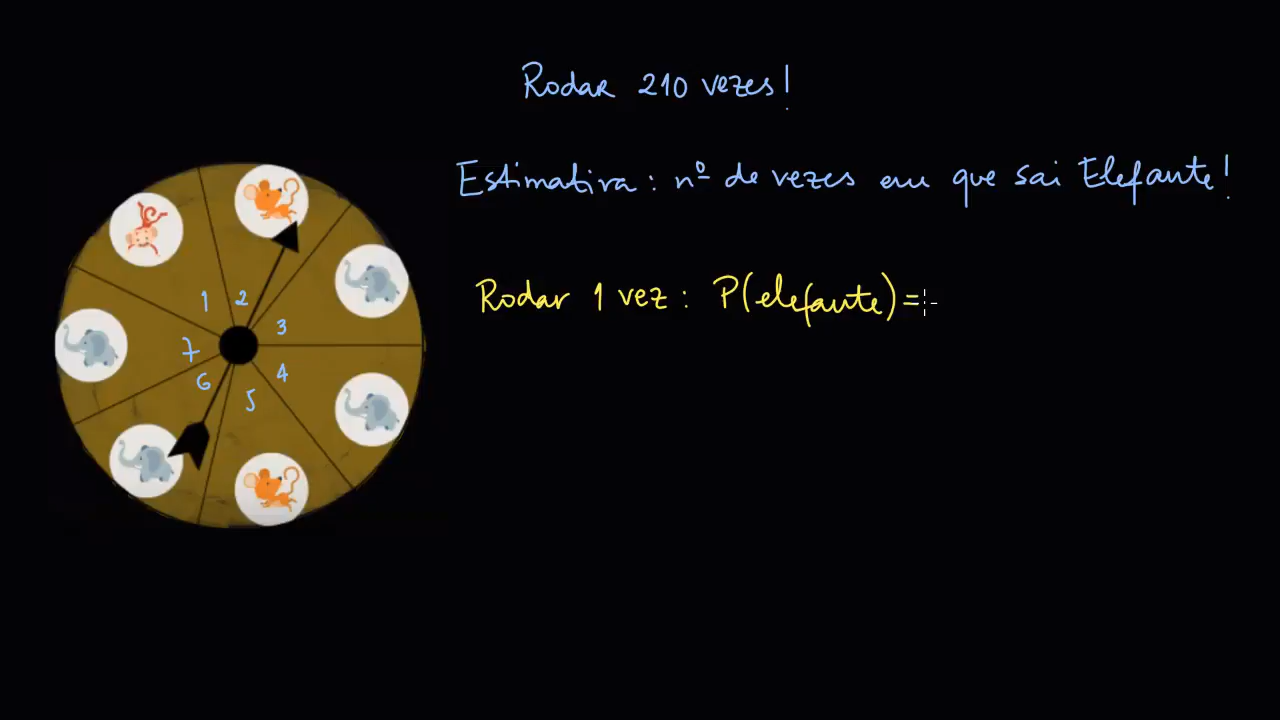 Rodar 210 vezes!
Estimativa: nº de vezes em que sai Elefante!
Rodar 1 vez: P(elefante)=
1 2
3
7
6 4
5